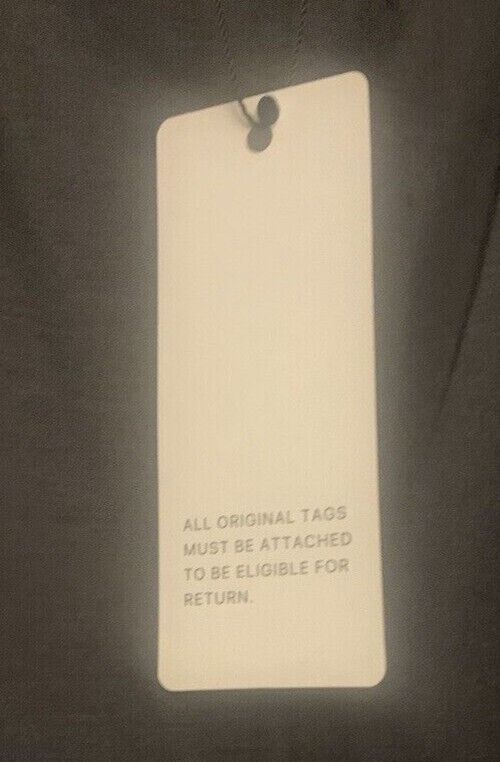 ALL ORIGINAL TAGS
MUST BE ATTACHED
TO BE ELIGIBLE FOR
RETURN.